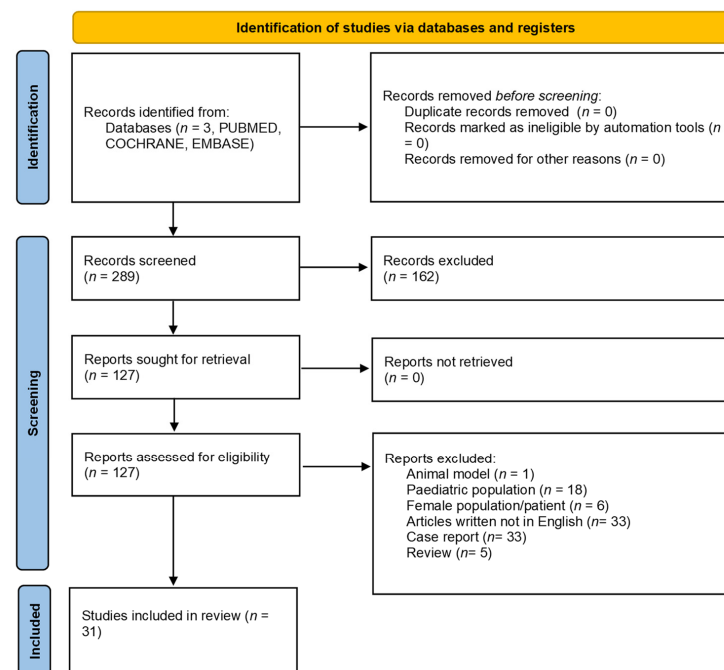 Identification of studies via databases and registers
Identification
Records identified from:
Databases (n = 3, PUBMED,
COCHRANE, EMBASE)
Records removed before screening:
Duplicate records removed (n = 0)
Records marked as ineligible by automation tools (n
= 0)
Records removed for other reasons (n = 0)
Screening
Records screened
(n = 289)
Records excluded
(n = 162)
Reports sought for retrieval
(n = 127)
Reports not retrieved
(n = 0)
Reports assessed for eligibility
(n = 127)
Reports excluded:
Animal model (n = 1)
Paediatric population (n = 18)
Female population/patient (n = 6)
Articles written not in English (n= 33)
Case report (n= 33)
Review (n= 5)
Included
Studies included in review (n =
31)